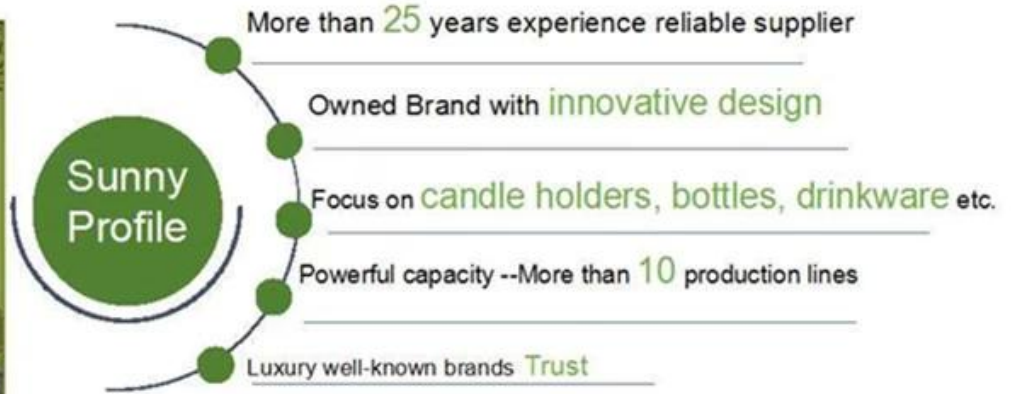 Sunny
Profile
More than 25 years experience reliable supplier
Owned Brand with innovative design
Focus on candle holders, bottles, drinkware etc.
Powerful capacity --More than 10 production lines
Luxury well-known brands Trust